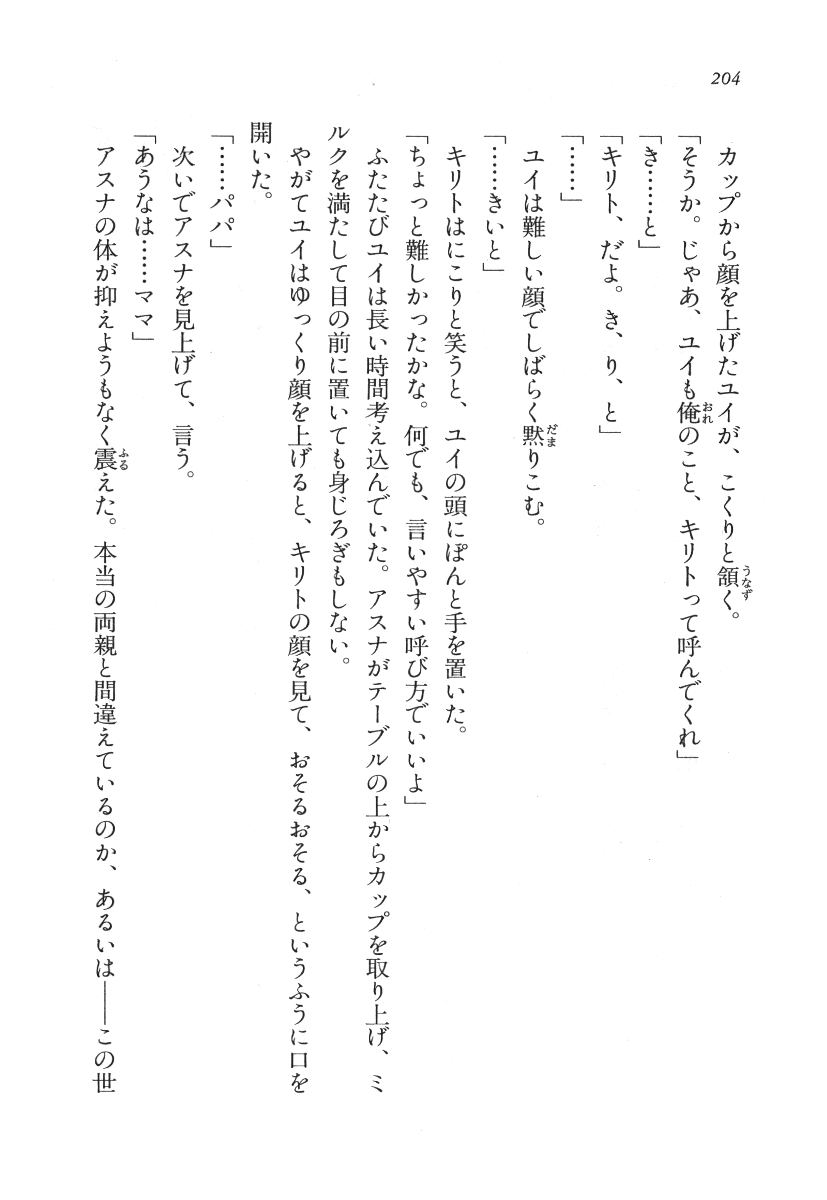 204
カップから顔を上げたユイが、こくりと頷く。
「そうか。じゃあ、ユイも俺のこと、キリトって呼んでくれ」
「き……と」
「キリト、だよ。き、り、と」
「……」
ユイは難しい顔でしばらく黙りこむ。
「……きいと」
キリトはにこりと笑うと、ユイの頭にぽんと手を置いた。
「ちょっと難しかったかな。何でも、言いやすい呼び方でいいよ」
ふたたびユイは長い時間考え込んでいた。アスナがテーブルの上からカップを取り上げ、ミ
ルクを満たして目の前に置いても身じろぎもしない。
やがてユイはゆっくり顔を上げると、キリトの顔を見て、おそるおそる、というふうに口を
開いた。
「……パパ」
次いでアスナを見上げて、言う。
「あうなは……ママ」
アスナの体が抑えようもなく震えた。本当の両親と間違えているのか、あるいは――この世